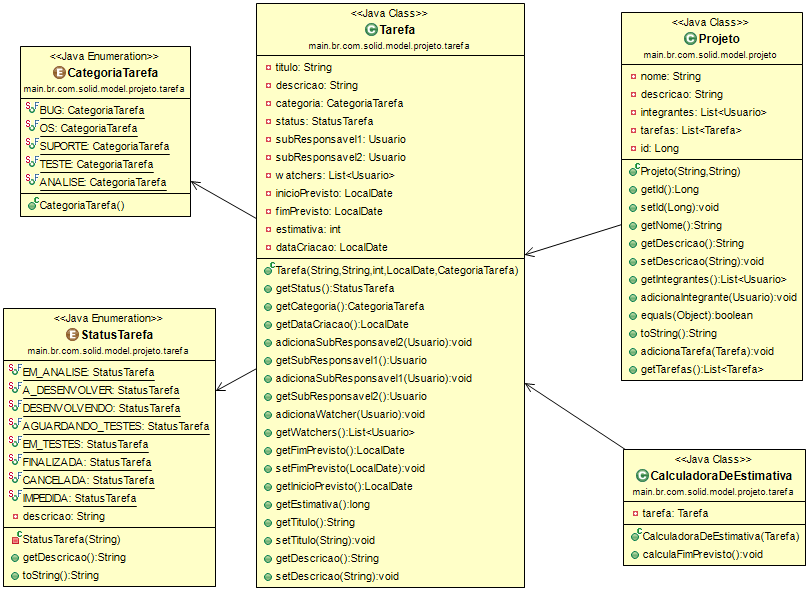 <<Java Enumeration>>
CategoriaTarefa
main.br.com.solid.model.projeto.tarefa
BUG: CategoriaTarefa
OS: CategoriaTarefa
SUPORTE: CategoriaTarefa
TESTE: CategoriaTarefa
ANALISE: CategoriaTarefa
CategoriaTarefa()
<<Java Enumeration>>
StatusTarefa
main.br.com.solid.model.projeto.tarefa
EM_ANALISE: StatusTarefa
A_DESENVOLVER: StatusTarefa
DESENVOLVENDO: StatusTarefa
AGUARDANDO_TESTES: StatusTarefa
EM_TESTES: StatusTarefa
FINALIZADA: StatusTarefa
CANCELADA: StatusTarefa
IMPEDIDA: StatusTarefa
descricao: String
StatusTarefa(String)
getDescricao():String
toString():String
<<Java Class>>
Tarefa
main.br.com.solid.model.projeto.tarefa
titulo: String
descricao: String
categoria: CategoriaTarefa
status: StatusTarefa
subResponsavel1: Usuario
subResponsavel2: Usuario
watchers: List<Usuario>
inicioPrevisto: LocalDate
fimPrevisto: LocalDate
estimativa: int
dataCriacao: LocalDate
Tarefa(String,String,int,LocalDate,CategoriaTarefa)
getStatus():StatusTarefa
getCategoria():CategoriaTarefa
getDataCriacao():LocalDate
adicionaSubResponsavel2(Usuario):void
getSubResponsavel1():Usuario
adicionaSubResponsavel1(Usuario):void
getSubResponsavel2():Usuario
adicionaWatcher(Usuario):void
getWatchers():List<Usuario>
getFimPrevisto():LocalDate
setFimPrevisto(LocalDate):void
getInicioPrevisto():LocalDate
getEstimativa():long
getTitulo():String
setTitulo(String):void
getDescricao():String
setDescricao(String):void
<<Java Class>>
Projeto
main.br.com.solid.model.projeto
nome: String
descricao: String
integrantes: List<Usuario>
tarefas: List<Tarefa>
id: Long
Projeto(String,String)
getId():Long
setId(Long):void
getNome():String
getDescricao():String
setDescricao(String):void
getIntegrantes():List<Usuario>
adicionaIntegrante(Usuario):void
equals(Object):boolean
toString():String
adicionaTarefa(Tarefa):void
getTarefas():List<Tarefa>
<<Java Class>>
CalculadoraDeEstimativa
main.br.com.solid.model.projeto.tarefa
tarefa: Tarefa
CalculadoraDeEstimativa(Tarefa)
calculaFimPrevisto():void